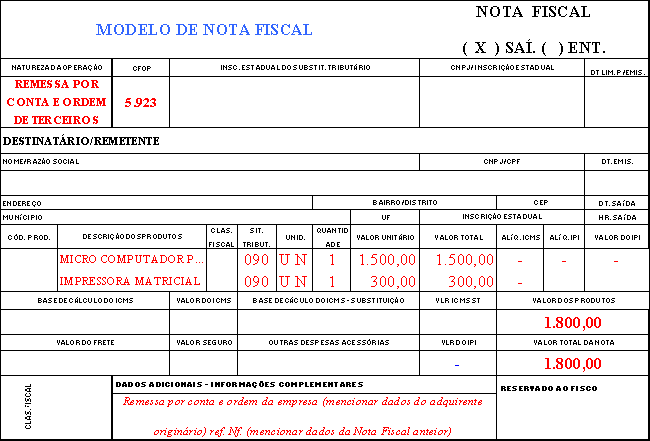 MODELO DE NOTA FISCAL
NOTA FISCAL
( X ) SAÍ. ( ) ENT.
NATUREZA DA OPERAÇÃO CFOP INSC. ESTADUAL DO SUBSTIT. TRIBUTÁRIO CNPJ / INSCRIÇÃO ESTADUAL DT LIM. P/ EMIS.
REMESSA POR
CONTA E ORDEM 5.923
DE TERCEIROS
DESTINATÁRIO/REMETENTE
NOME/RAZÃO SOCIAL CNPJ/CPF DT. EMIS.
ENDEREÇO BAIRRO/DISTRITO CEP DT. SAÍDA
MUNICÍPIO UF INSCRIÇÃO ESTADUAL HR. SAÍDA
CÓD. PROD. DESCRIÇÃO DOS PRODUTOS CLAS. FISCAL SIT. TRIBUT. UNID. QUANTIDADE VALOR UNITÁRIO VALOR TOTAL ALÍQ. ICMS ALÍQ. IPI VALOR DO IPI
MICRO COMPUTADOR P... 090 UN 1 1.500,00 1.500,00 - - -
IMPRESSORA MATRICIAL 090 UN 1 300,00 300,00 - -
BASE DE CÁLCULO DO ICMS VALOR DO ICMS BASE DE CÁCULO DO ICMS - SUBSTITUIÇÃO VLR ICMS ST VALOR DOS PRODUTOS
1.800,00
VALOR DO FRETE VALOR SEGURO OUTRAS DESPESAS ACESSÓRIAS VLR DO IPI VALOR TOTAL DA NOTA
- 1.800,00
CLAS. FISCAL
DADOS ADICIONAIS - INFORMAÇÕES COMPLEMENTARES RESERVADO AO FISCO
Remessa por conta e ordem da empresa (mencionar dados do adquirente
originário) ref. Nf. (mencionar dados da Nota Fiscal anteior)